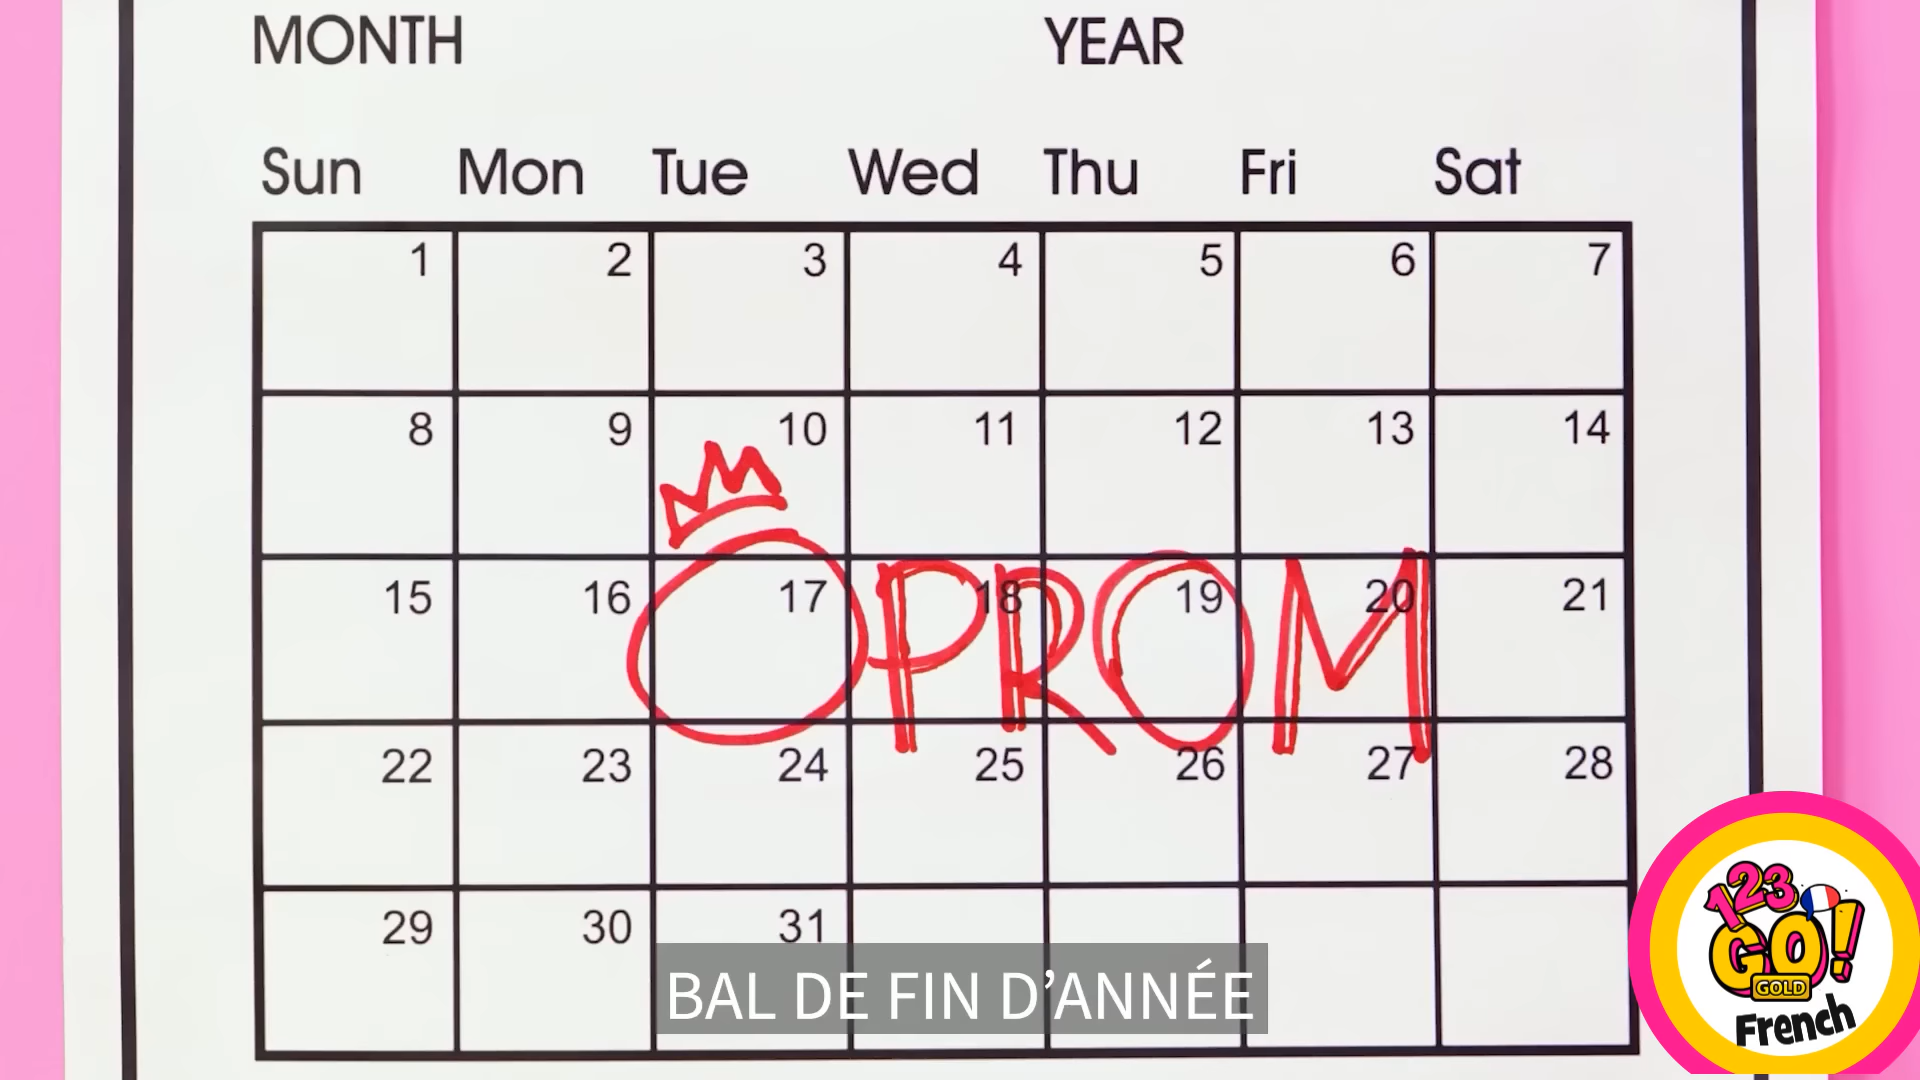 MONTH YEAR
Sun Mon Tue Wed Thu Fri Sat
1 2 3 4 5 6 7
8 9 10 11 12 13 14
15 16 17 18 19 20 21
PROM
22 23 24 25 26 27 28
29 30 31
BAL DE FIN D’ANNÉE
123
GO!
GOLD
French